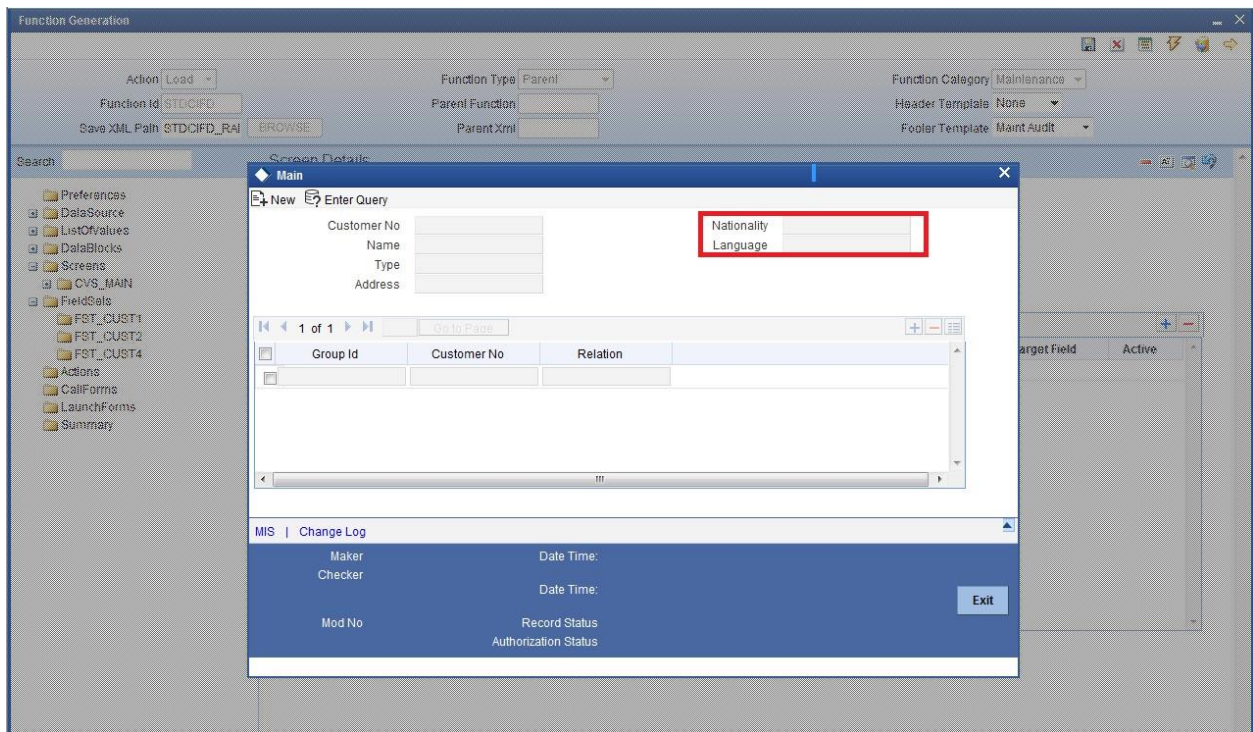 Function Generation
Action Load Function Type Parent Function Category Maintenance
Function Id STDCIFD Parent Function Header Template None
Save XML Path STDCIFD_RAI BROWSE Parent Xml Footer Template Maint Audit
Search Screen Details
Preferences
DataSource
ListOfValues
DataBlocks
Screens
CVS_MAIN
FieldSets
FST_CUST1
FST_CUST2
FST_CUST4
Actions
CallForms
LaunchForms
Summary
Main
New Enter Query
Customer No Nationality
Name Language
Type
Address
1 of 1 Go to Page
Group Id Customer No Relation
arget Field Active
MIS | Change Log
Maker Date Time:
Checker
Date Time:
Exit
Mod No Record Status
Authorization Status